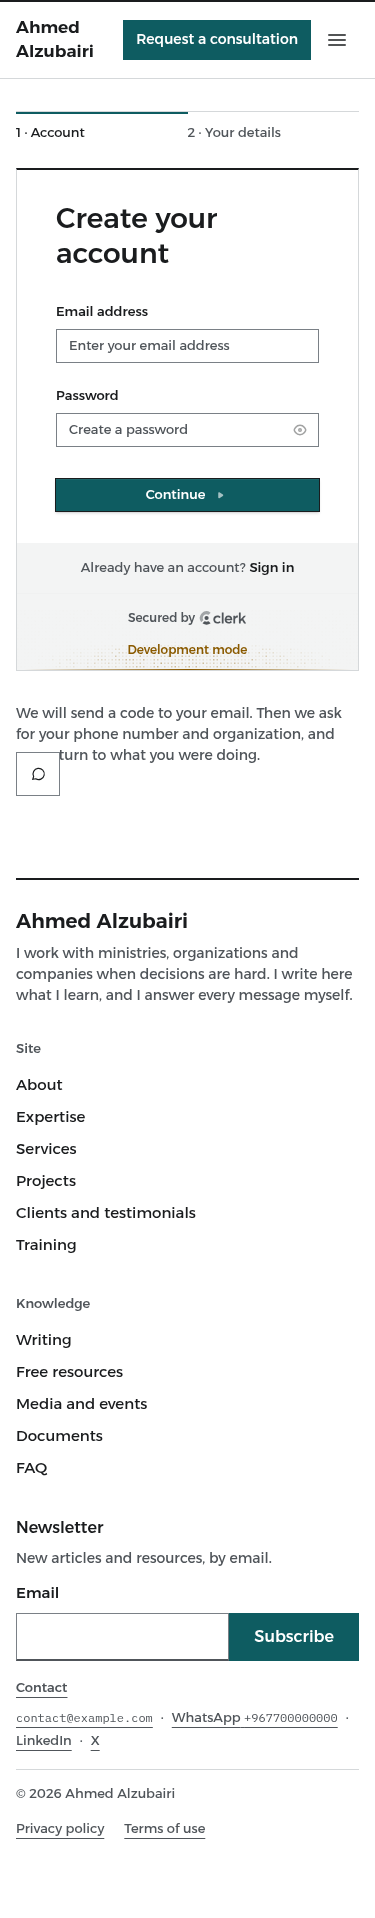 Ahmed
Alzubairi
Request a consultation
1 · Account
2 · Your details
Create your
account
Email address
Enter your email address
Password
Create a password
Continue
Already have an account? Sign in
Secured by clerk
Development mode
We will send a code to your email. Then we ask
for your phone number and organization, and
turn to what you were doing.
Ahmed Alzubairi
I work with ministries, organizations and
companies when decisions are hard. I write here
what I learn, and I answer every message myself.
Site
About
Expertise
Services
Projects
Clients and testimonials
Training
Knowledge
Writing
Free resources
Media and events
Documents
FAQ
Newsletter
New articles and resources, by email.
Email
Subscribe
Contact
contact@example.com · WhatsApp +967700000000 ·
LinkedIn · X
© 2026 Ahmed Alzubairi
Privacy policy
Terms of use